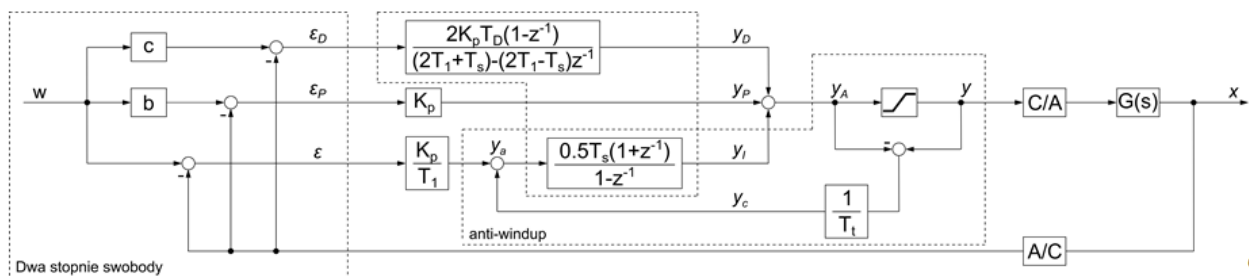 c
ε_D
2K_pT_D(1-z^{-1})
(2T_1+T_s)-(2T_1-T_s)z^{-1}
y_D
w
b
ε_P
K_p
y_P
y_A
y
C/A
G(s)
x
ε
K_p
T_1
y_a
0.5T_s(1+z^{-1})
1-z^{-1}
y_I
y_c
1
T_t
anti-windup
A/C
Dwa stopnie swobody